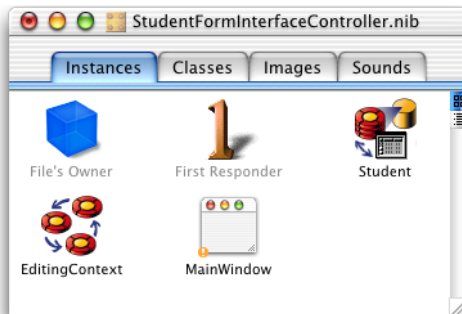 StudentFormInterfaceController.nib
Instances Classes Images Sounds
File's Owner First Responder Student
EditingContext MainWindow